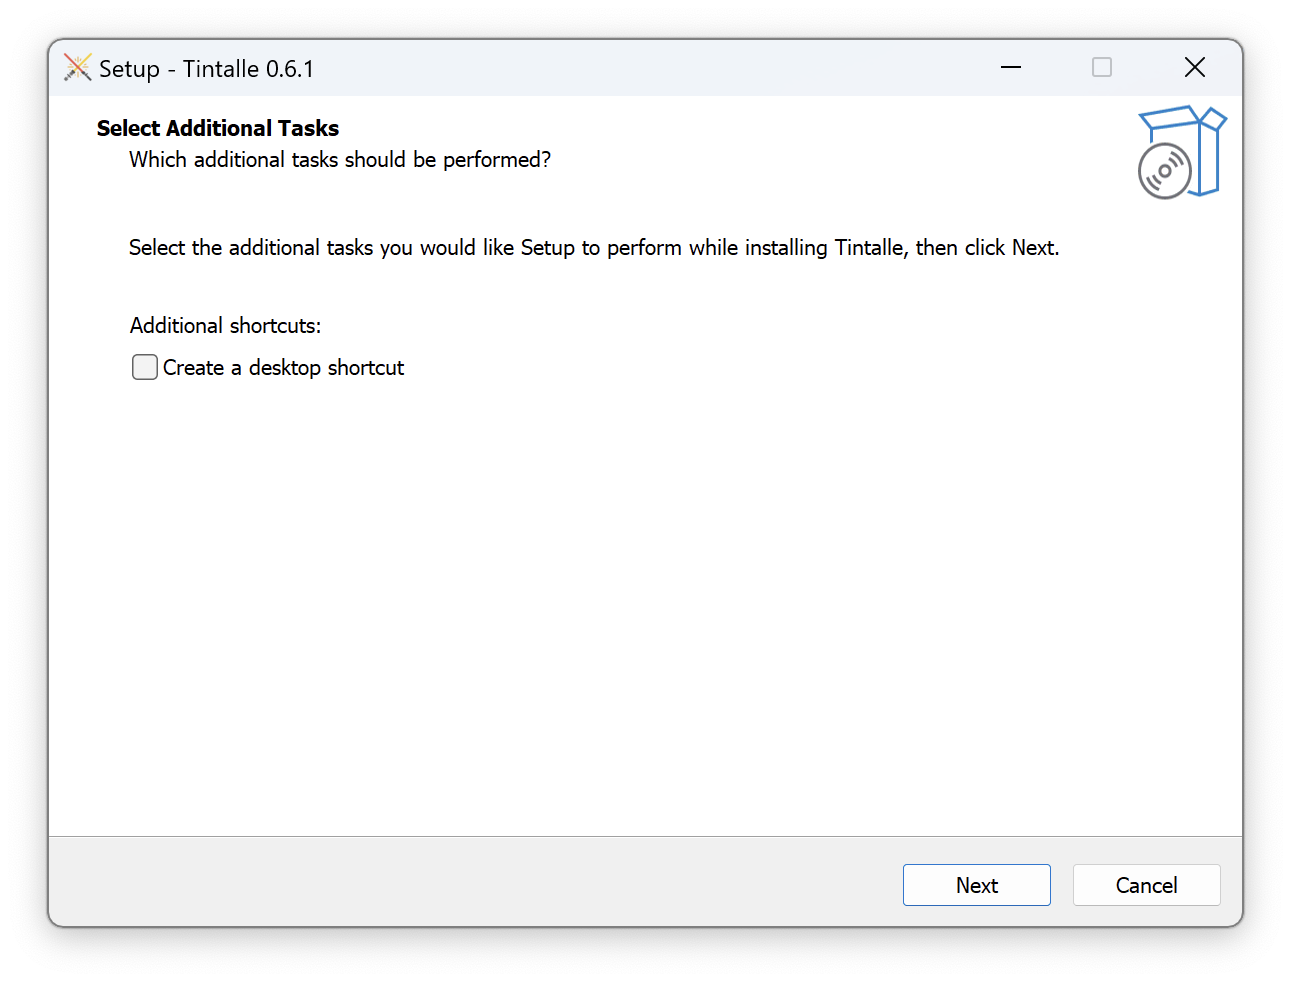 Setup - Tintalle 0.6.1
Select Additional Tasks
Which additional tasks should be performed?
Select the additional tasks you would like Setup to perform while installing Tintalle, then click Next.
Additional shortcuts:
Create a desktop shortcut
Next
Cancel